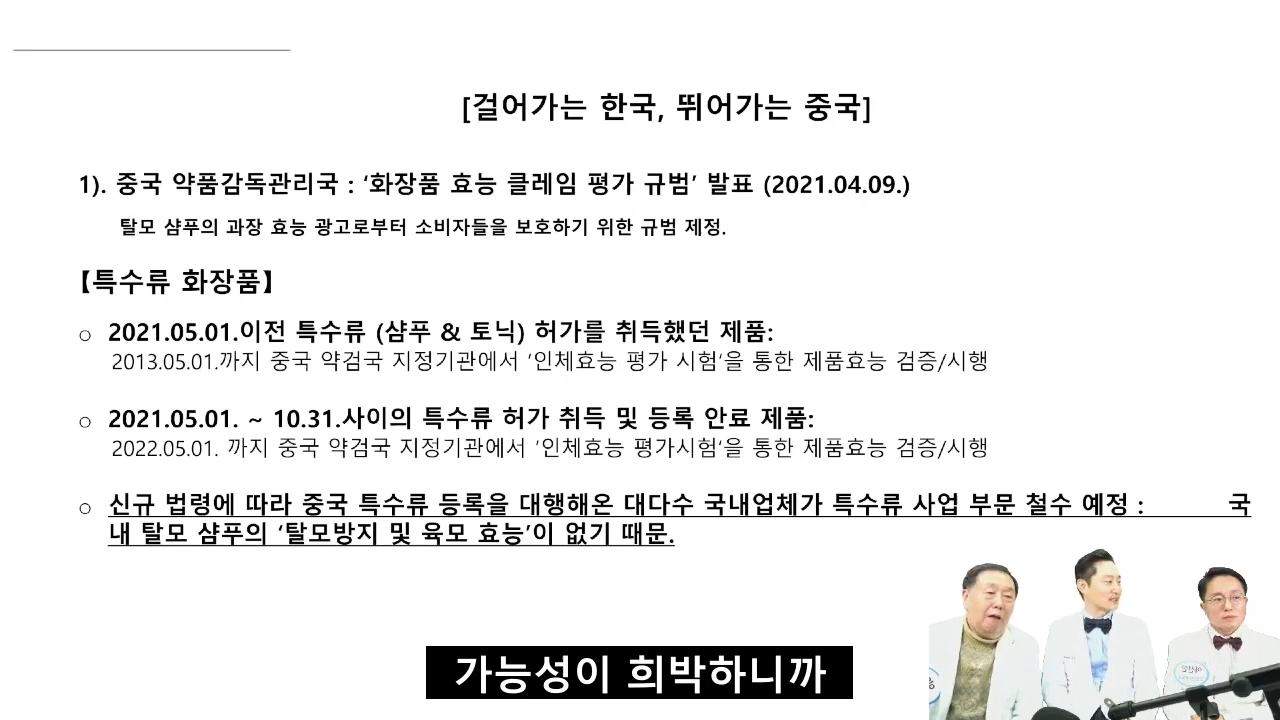 [걸어가는 한국, 뛰어가는 중국]
1). 중국 약품감독관리국 : ‘화장품 효능 클레임 평가 규범’ 발표 (2021.04.09.)
탈모 샴푸의 과장 효능 광고로부터 소비자들을 보호하기 위한 규범 제정.
【특수류 화장품】
○ 2021.05.01.이전 특수류 (샴푸 & 토닉) 허가를 취득했던 제품:
2013.05.01.까지 중국 약검국 지정기관에서 ‘인체효능 평가 시험‘을 통한 제품효능 검증/시행
○ 2021.05.01. ~ 10.31.사이의 특수류 허가 취득 및 등록 안료 제품:
2022.05.01. 까지 중국 약검국 지정기관에서 ‘인체효능 평가시험‘을 통한 제품효능 검증/시행
○ 신규 법령에 따라 중국 특수류 등록을 대행해온 대다수 국내업체가 특수류 사업 부문 철수 예정 : 국
내 탈모 샴푸의 ‘탈모방지 및 육모 효능’이 없기 때문.
가능성이 희박하니까